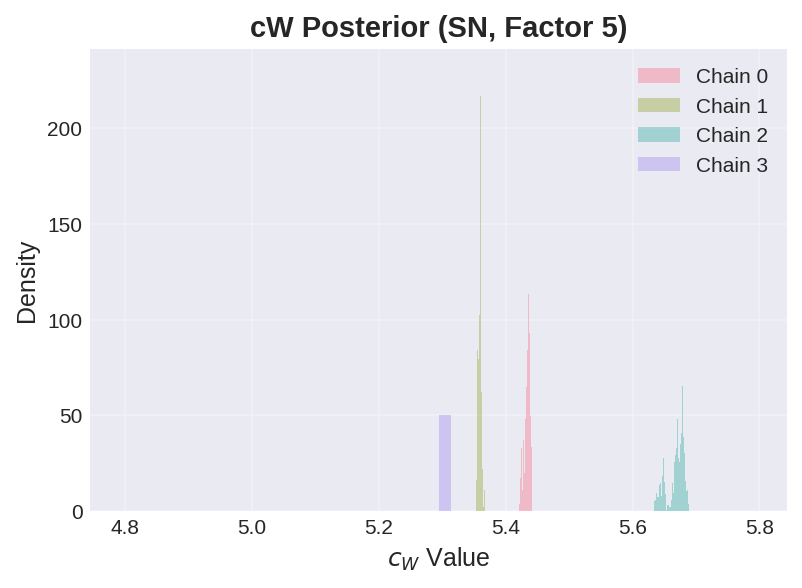 cW Posterior (SN, Factor 5)
Chain 0
Chain 1
Chain 2
Chain 3
200
150
100
50
0
Density
4.8 5.0 5.2 5.4 5.6 5.8
c_W Value